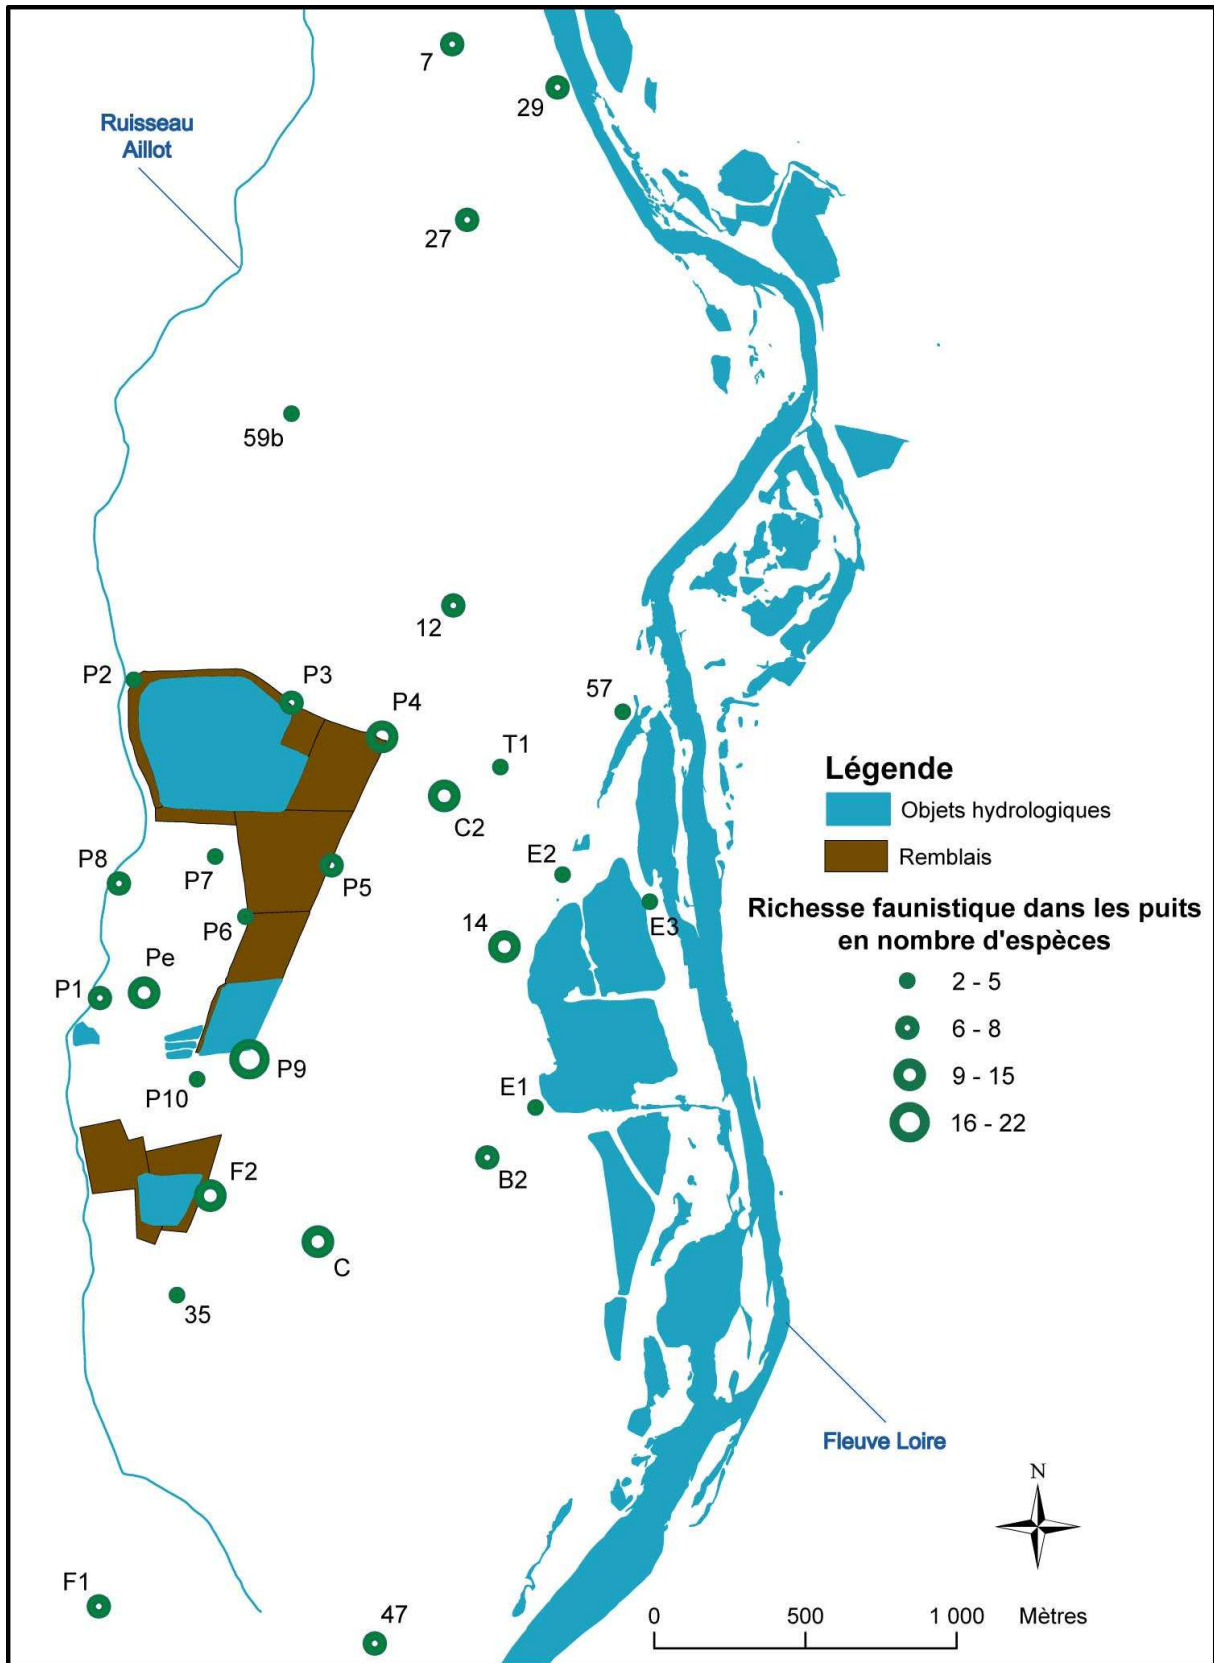 7
29
Ruisseau
Aillot
27
59b
12
P2
P3
P4
57
T1
C2
Légende
Objets hydrologiques
Remblais
P8
P7
P5
E2
P6
14
E3
Richesse faunistique dans les puits
en nombre d'espèces
2 - 5
6 - 8
9 - 15
16 - 22
Pe
P1
P9
P10
E1
B2
F2
C
35
Fleuve Loire
N
F1
47
0 500 1 000 Mètres